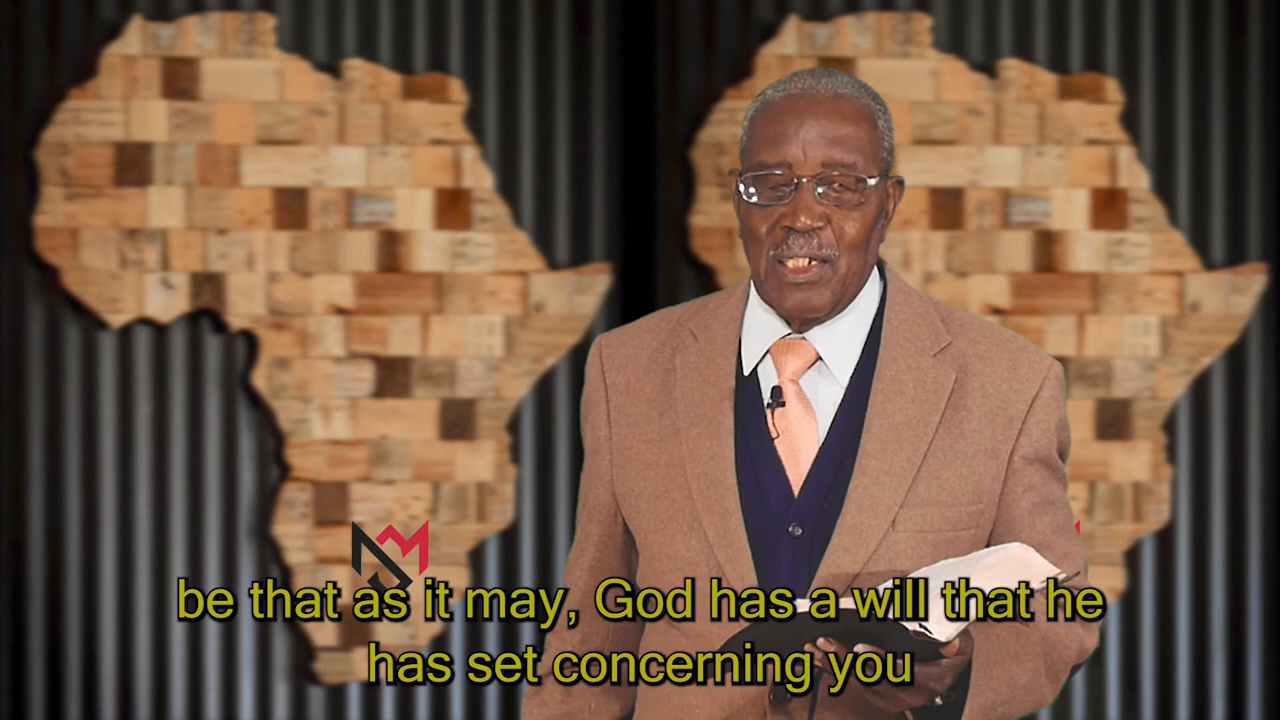 be that as it may, God has a will that he
has set concerning you